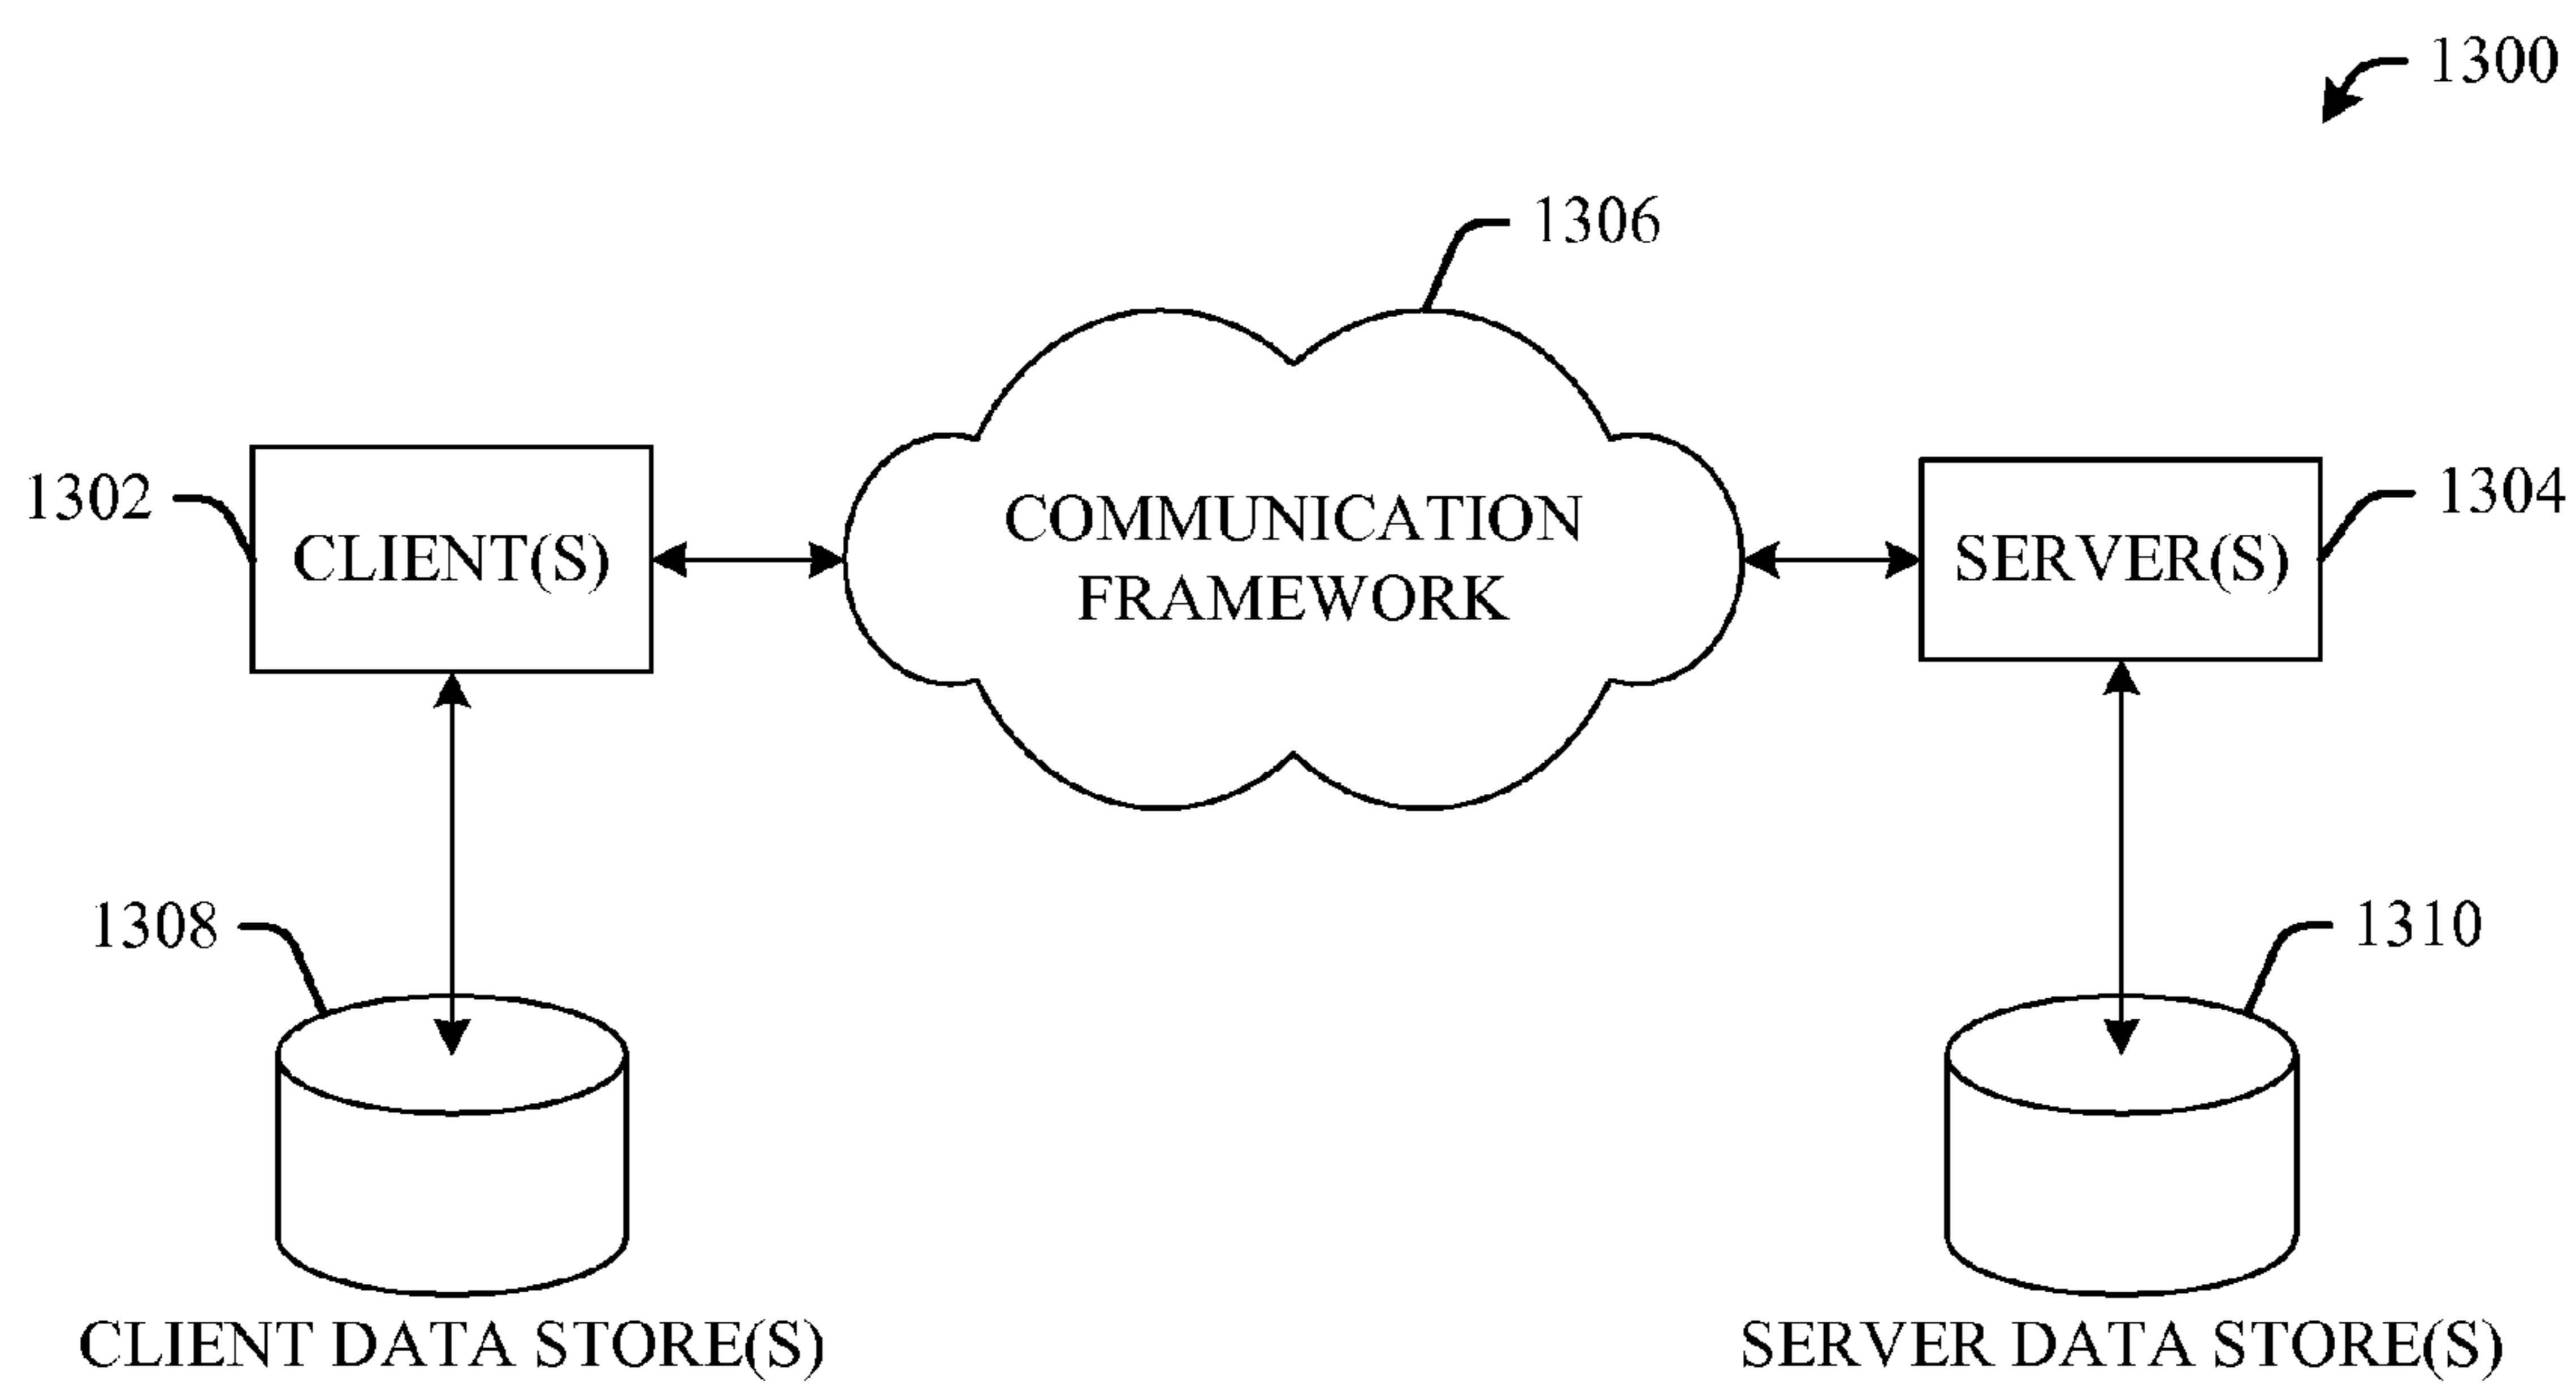 1300
1306
1302
CLIENT(S)
COMMUNICATION
FRAMEWORK
SERVER(S)
1304
1308
1310
CLIENT DATA STORE(S)
SERVER DATA STORE(S)